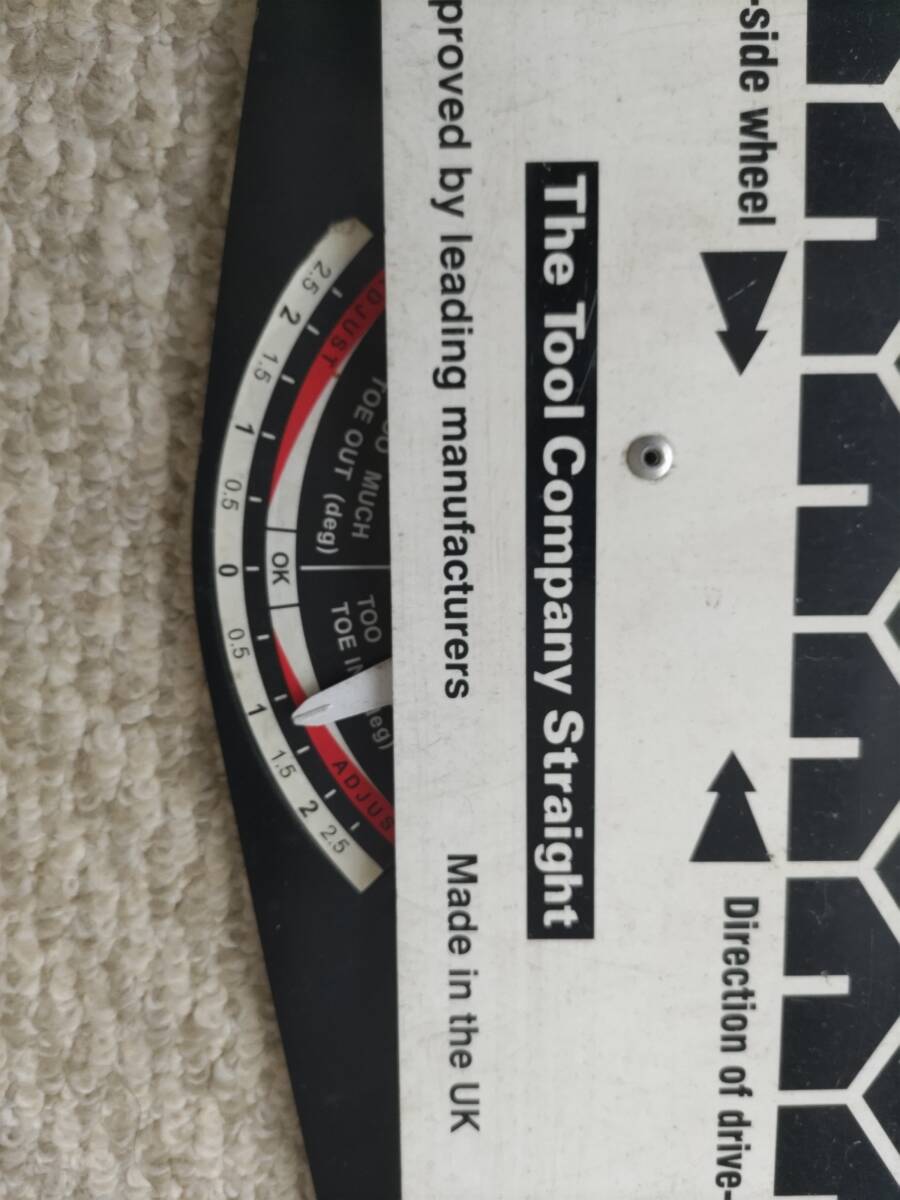 -side wheel
Direction of drive-
The Tool Company Straight
proved by leading manufacturers
Made in the UK
MUCH
TOE OUT (deg)
TOO
TOE IN
eg)
DJUST
OK
ADJUS
2.5 2 1.5 1 0.5 0 0.5 1 1.5 2 2.5